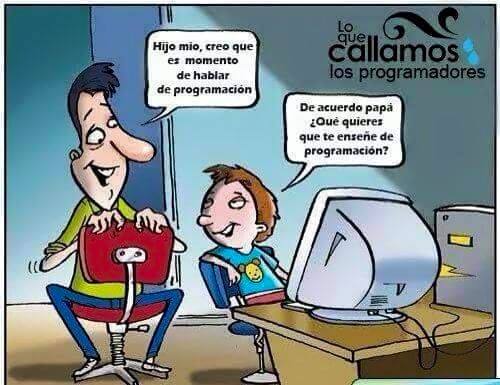 Lo
que
callamos
los programadores
Hijo mio, creo que
es momento
de hablar
de programación
De acuerdo papá
¿Qué quieres
que te enseñe de
programación?